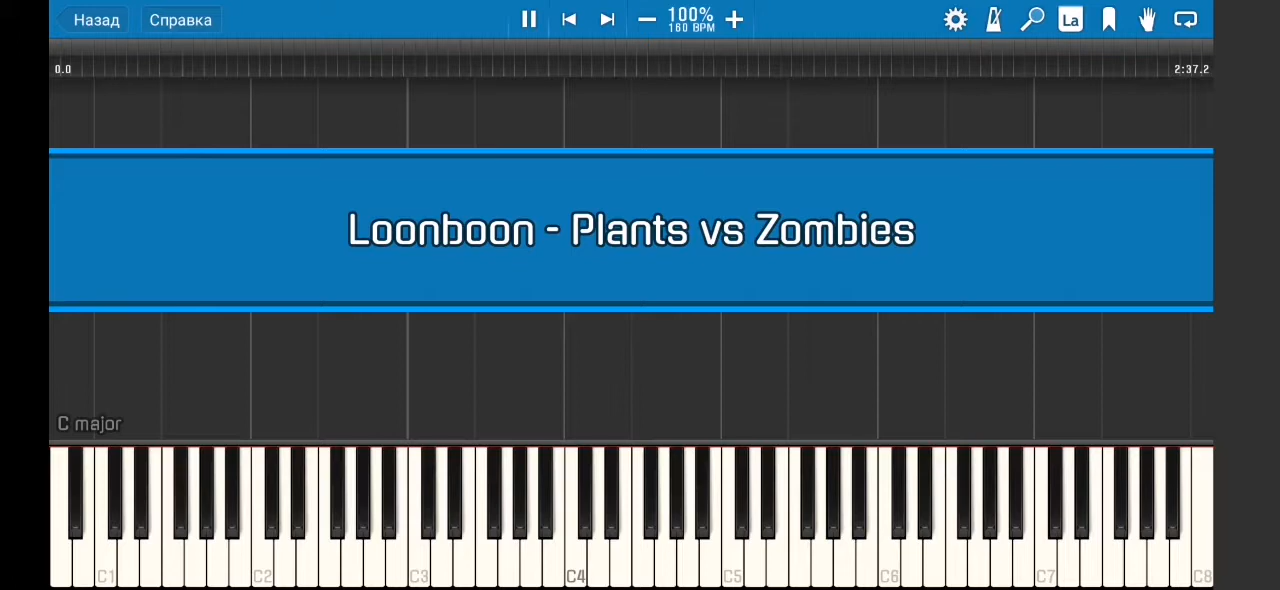 Назад Справка 100% La
160 BPM
0.0 2:37.2
Loonboon - Plants vs Zombies
C major
C1 C2 C3 C4 C5 C6 C7 C8